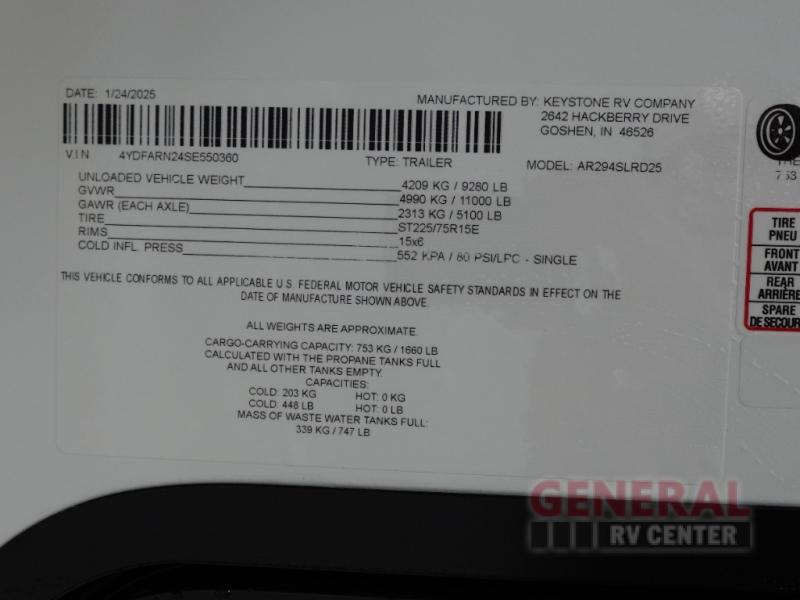 DATE: 1/24/2025
MANUFACTURED BY: KEYSTONE RV COMPANY
2642 HACKBERRY DRIVE
GOSHEN, IN 46526
VIN 4YDFARN24SE550360 TYPE: TRAILER MODEL: AR294SLRD25
UNLOADED VEHICLE WEIGHT 4209 KG / 9280 LB
GVWR 4990 KG / 11000 LB
GAWR (EACH AXLE) 2313 KG / 5100 LB
TIRE ST225/75R15E
RIMS 15x6
COLD INFL. PRESS 552 KPA / 80 PSI/LPC - SINGLE
THIS VEHICLE CONFORMS TO ALL APPLICABLE U.S. FEDERAL MOTOR VEHICLE SAFETY STANDARDS IN EFFECT ON THE
DATE OF MANUFACTURE SHOWN ABOVE.
ALL WEIGHTS ARE APPROXIMATE.
CARGO-CARRYING CAPACITY: 753 KG / 1660 LB
CALCULATED WITH THE PROPANE TANKS FULL
AND ALL OTHER TANKS EMPTY.
CAPACITIES:
COLD: 203 KG HOT: 0 KG
COLD: 448 LB HOT: 0 LB
MASS OF WASTE WATER TANKS FULL:
339 KG / 747 LB
753
TIRE
PNEU
FRONT
AVANT
REAR
ARRIÈRE
SPARE
DE SECOURS
GENERAL
RV CENTER